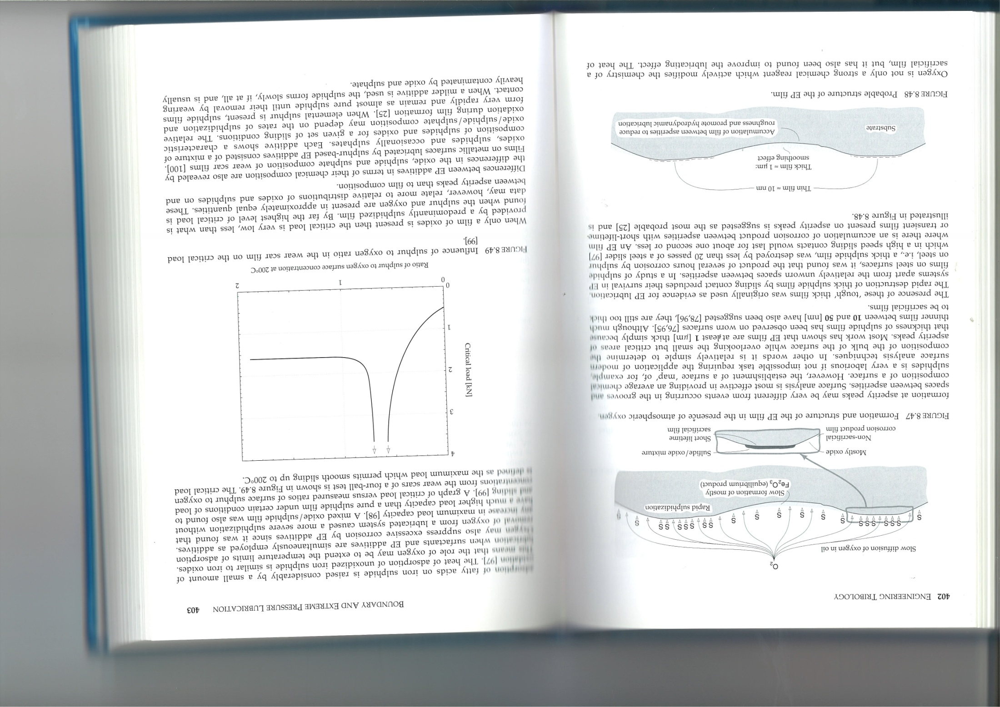 402 ENGINEERING TRIBOLOGY
O₂
Slow diffusion of oxygen in oil
S S S S S S S S S S S S S S S S S S S S S S
Rapid sulphidization
Slow formation of mostly
Fe₂O₃ (equilibrium product)
Mostly oxide
Sulfide/oxide mixture
Non-sacrificial
corrosion product film
Short lifetime
sacrificial film
FIGURE 8.47 Formation and structure of the EP film in the presence of atmospheric oxygen.
formation at asperity peaks may be very different from events occurring in the grooves and
spaces between asperities. Surface analysis is most effective in providing an average chemical
composition of a surface. However, the establishment of a surface 'map' of, for example,
sulphides is a very laborious if not impossible task requiring the application of modern
surface analysis techniques. In other words it is relatively simple to determine the
composition of the bulk of the surface while overlooking the small but critical areas of
asperity peaks. Most work has shown that EP films are at least 1 [μm] thick simply because
that thickness of sulphide films has been observed on worn surfaces [76,95]. Although much
thinner films between 10 and 50 [nm] have also been suggested [78,96], they are still too thick
to be sacrificial films.
The presence of these 'tough' thick films was originally used as evidence for EP lubrication.
The rapid destruction of thick sulphide films by sliding contact precludes their survival in EP
systems apart from the relatively unworn spaces between asperities. In a study of sulphide
films on steel surfaces, it was found that the product of several hours corrosion by sulphur
on steel, i.e., a thick sulphide film, was destroyed by less than 20 passes of a steel slider [97]
which in a high speed sliding contacts would last for about one second or less. An EP film
where there is an accumulation of corrosion product between asperities with short-lifetime
or transient films present on asperity peaks is suggested as the most probable [25] and is
illustrated in Figure 8.48.
Thin film ≈ 10 nm
Thick film ≈ 1 μm:
smoothing effect
Substrate
Accumulation of film between asperities to reduce
roughness and promote hydrodynamic lubrication
FIGURE 8.48 Probable structure of the EP film.
Oxygen is not only a strong chemical reagent which actively modifies the chemistry of a
sacrificial film, but it has also been found to improve the lubricating effect. The heat of
BOUNDARY AND EXTREME PRESSURE LUBRICATION 403
adsorption of fatty acids on iron sulphide is raised considerably by a small amount of
oxidation [97]. The heat of adsorption of unoxidized iron sulphide is similar to iron oxides.
This means that the role of oxygen may be to extend the temperature limits of adsorption
lubrication when surfactants and EP additives are simultaneously employed as additives.
Oxygen may also suppress excessive corrosion by EP additives since it was found that
removal of oxygen from a lubricated system caused a more severe sulphidization without
any increase in maximum load capacity [98]. A mixed oxide/sulphide film was also found to
have a much higher load capacity than a pure sulphide film under certain conditions of load
and sliding [99]. A graph of critical load versus measured ratios of surface sulphur to oxygen
concentrations from the wear scars of a four-ball test is shown in Figure 8.49. The critical load
is defined as the maximum load which permits smooth sliding up to 200°C.
4
3
2
1
0
Critical load [kN]
0 1 2
Ratio of sulphur to oxygen surface concentration at 200°C
FIGURE 8.49 Influence of sulphur to oxygen ratio in the wear scar film on the critical load
[99].
When only a film of oxides is present then the critical load is very low, less than what is
provided by a predominantly sulphidized film. By far the highest level of critical load is
found when the sulphur and oxygen are present in approximately equal quantities. These
data may, however, relate more to relative distributions of oxides and sulphides on and
between asperity peaks than to film composition.
Differences between EP additives in terms of their chemical composition are also revealed by
the differences in the oxide, sulphide and sulphate composition of wear scar films [100].
Films on metallic surfaces lubricated by sulphur-based EP additives consisted of a mixture of
oxides, sulphides and occasionally sulphates. Each additive shows a characteristic
composition of sulphides and oxides for a given set of sliding conditions. The relative
oxide/sulphide/sulphate composition may depend on the rates of sulphidization and
oxidation during film formation [25]. When elemental sulphur is present, sulphide films
form very rapidly and remain as almost pure sulphide until their removal by wearing
contact. When a milder additive is used, the sulphide forms slowly, if at all, and is usually
heavily contaminated by oxide and sulphate.